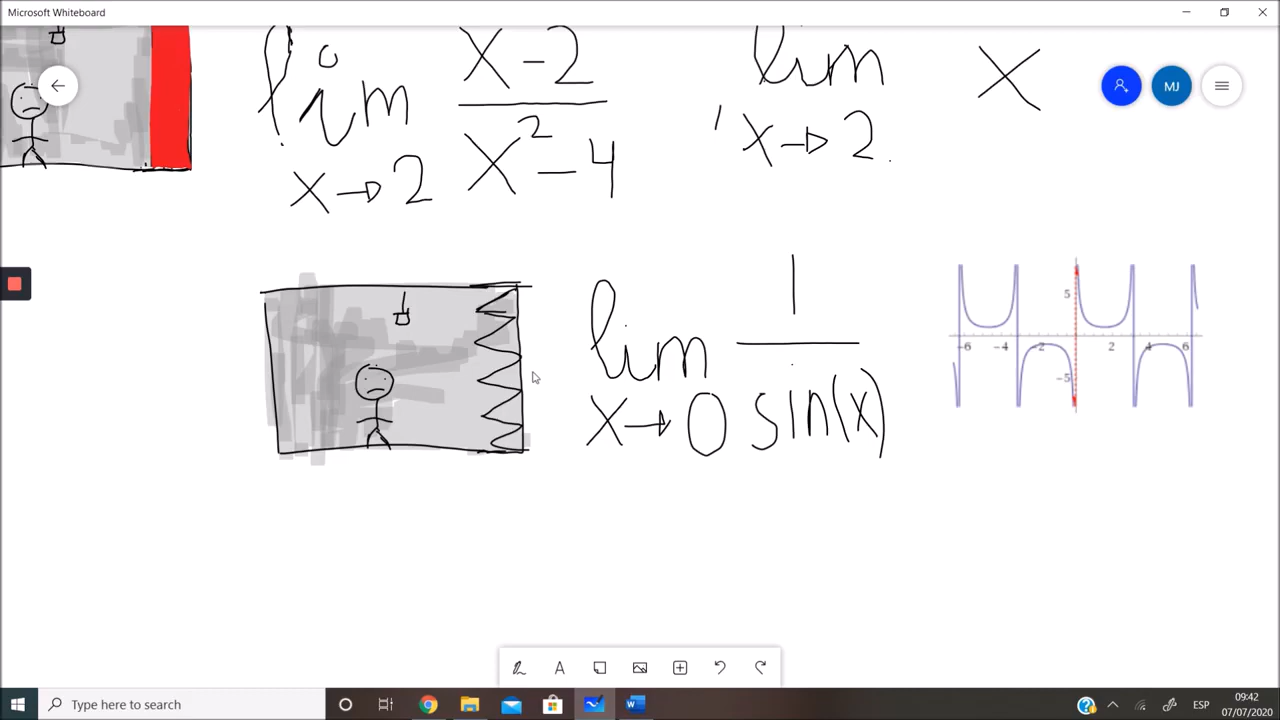 Microsoft Whiteboard
MJ
lim x-2
x→2 x²-4
lim x
x→2
lim 1
x→0 sin(x)
5
-6 -4 -2 2 4 6
-5
A
Type here to search
ESP
09:42
07/07/2020